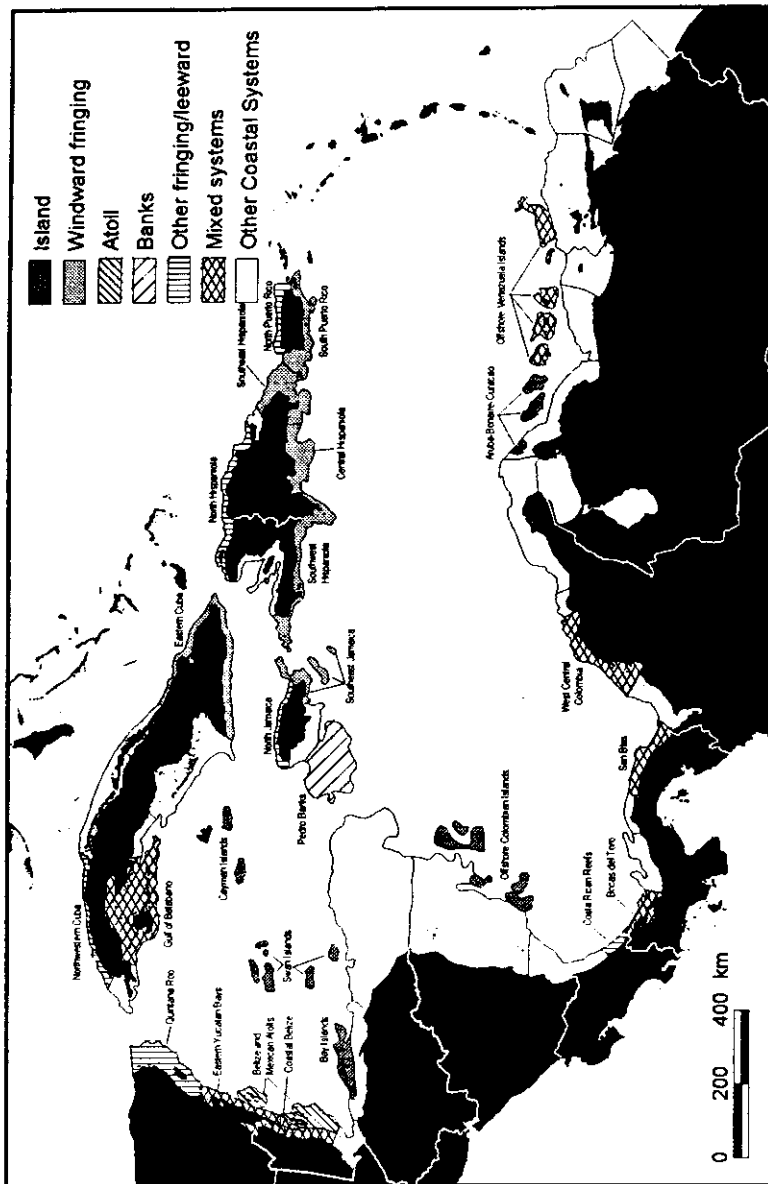 Island
Windward fringing
Atoll
Banks
Other fringing/leeward
Mixed systems
Other Coastal Systems
Northwestern Cuba
Gulf of Batabano
Eastern Cuba
Quintana Roo
Eastern Yucatan Bays
Belize and
Mexican Atolls
Coastal Belize
Bay Islands
Swan Islands
Cayman Islands
Pedro Banks
North Jamaica
Southeast Jamaica
North Hispaniola
Southwest
Hispaniola
Central Hispaniola
Southeast Hispaniola
North Puerto Rico
South Puerto Rico
Offshore Colombian Islands
Costa Rican Reefs
Bocas del Toro
San Blas
West Central
Colombia
Aruba-Bonaire-Curacao
Offshore Venezuela Islands
0 200 400 km